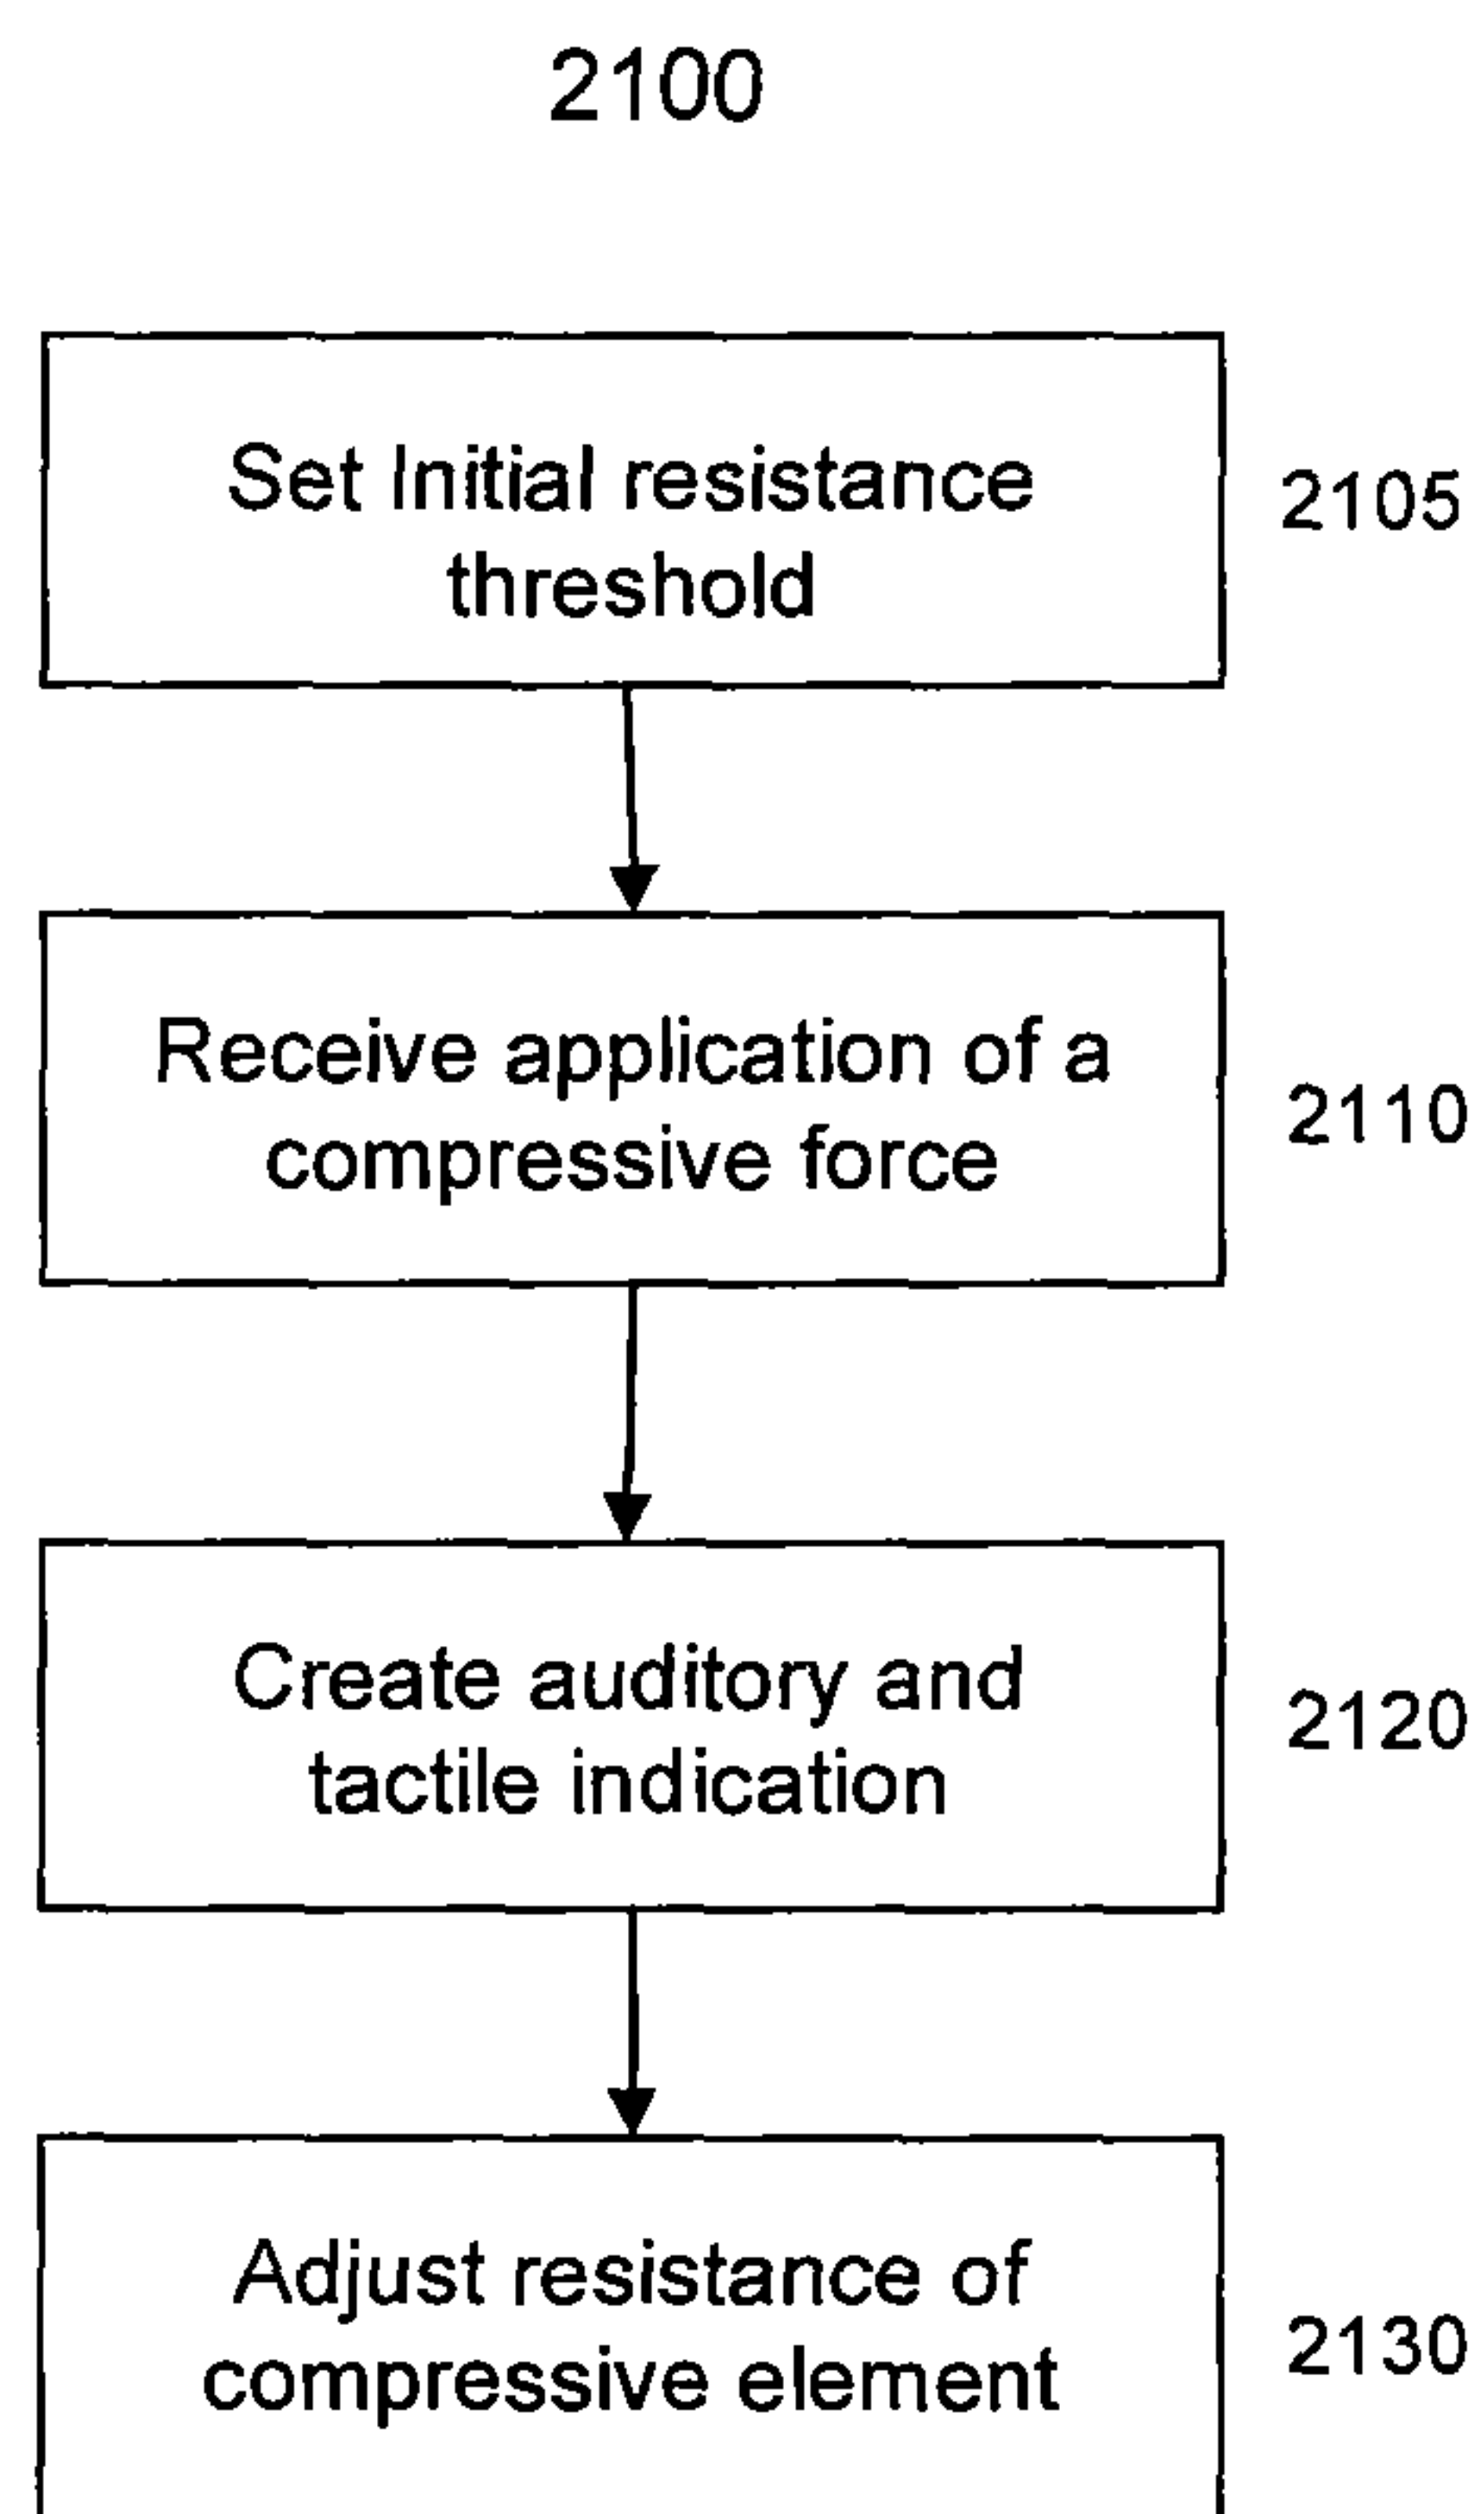 2100
Set Initial resistance
threshold
2105
Receive application of a
compressive force
2110
Create auditory and
tactile indication
2120
Adjust resistance of
compressive element
2130